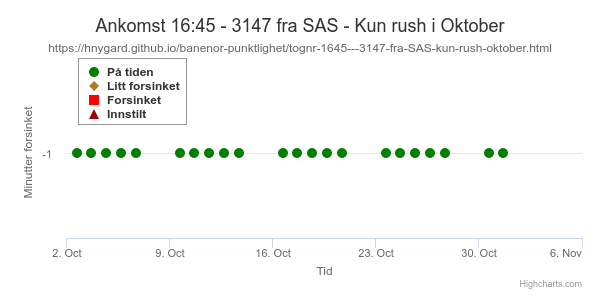 Ankomst 16:45 - 3147 fra SAS - Kun rush i Oktober
https://hnygard.github.io/banenor-punktlighet/tognr-1645---3147-fra-SAS-kun-rush-oktober.html
På tiden
Litt forsinket
Forsinket
Innstilt
Minutter forsinket
-1
2. Oct
9. Oct
16. Oct
23. Oct
30. Oct
6. Nov
Tid
Highcharts.com